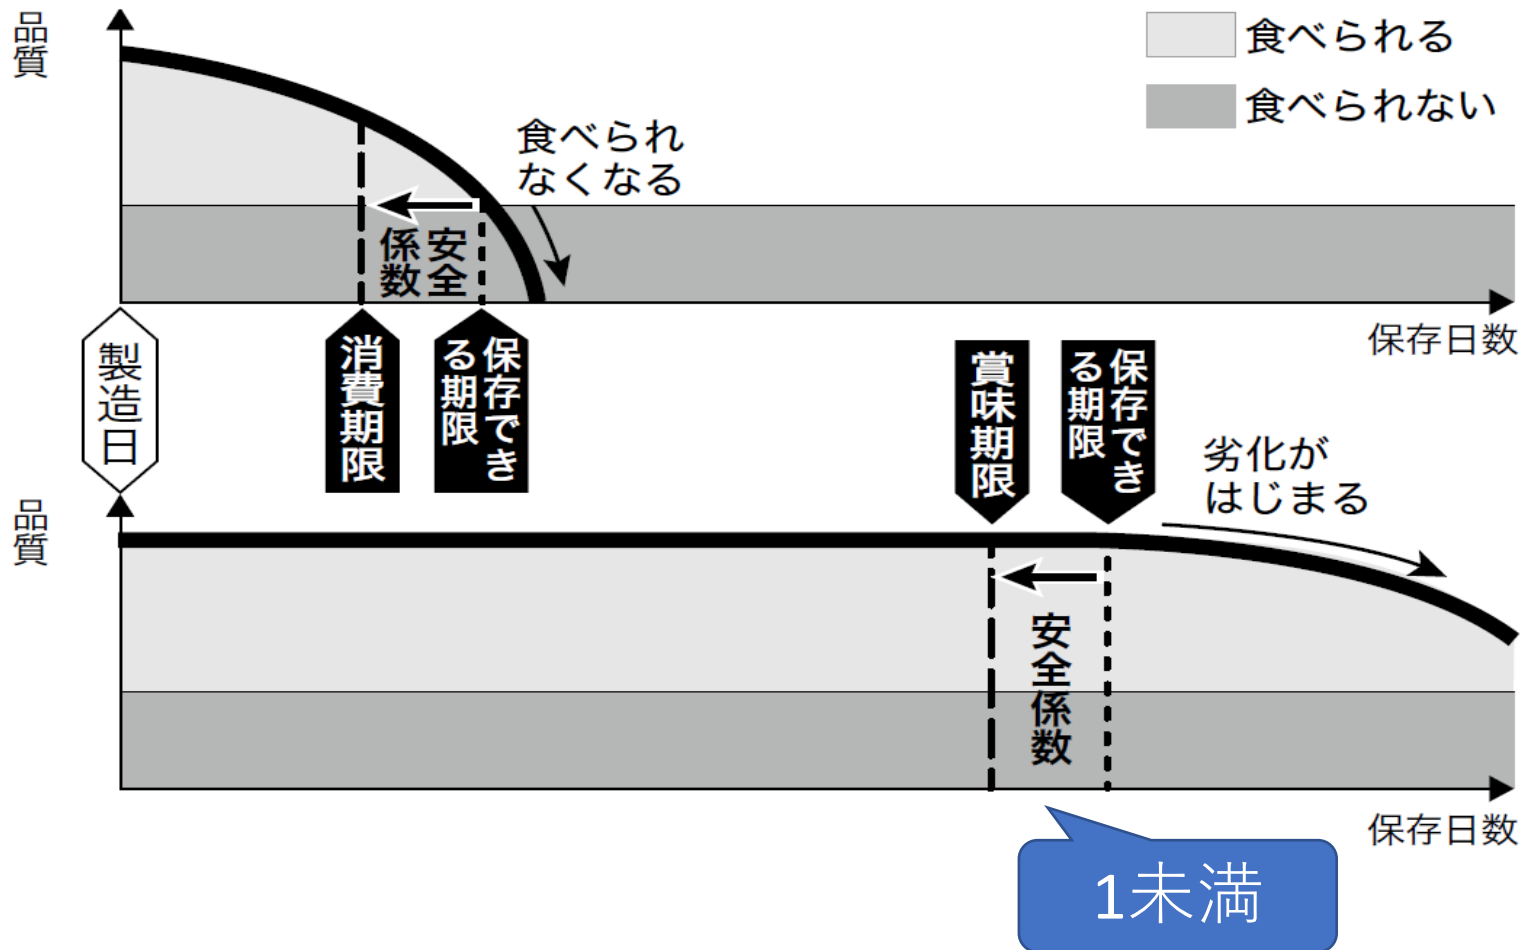 品質
食べられる
食べられない
食べられ
なくなる
安全
係数
保存日数
製造日
消費期限
保存でき
る期限
賞味期限
保存でき
る期限
劣化が
はじまる
品質
安全係数
保存日数
1未満